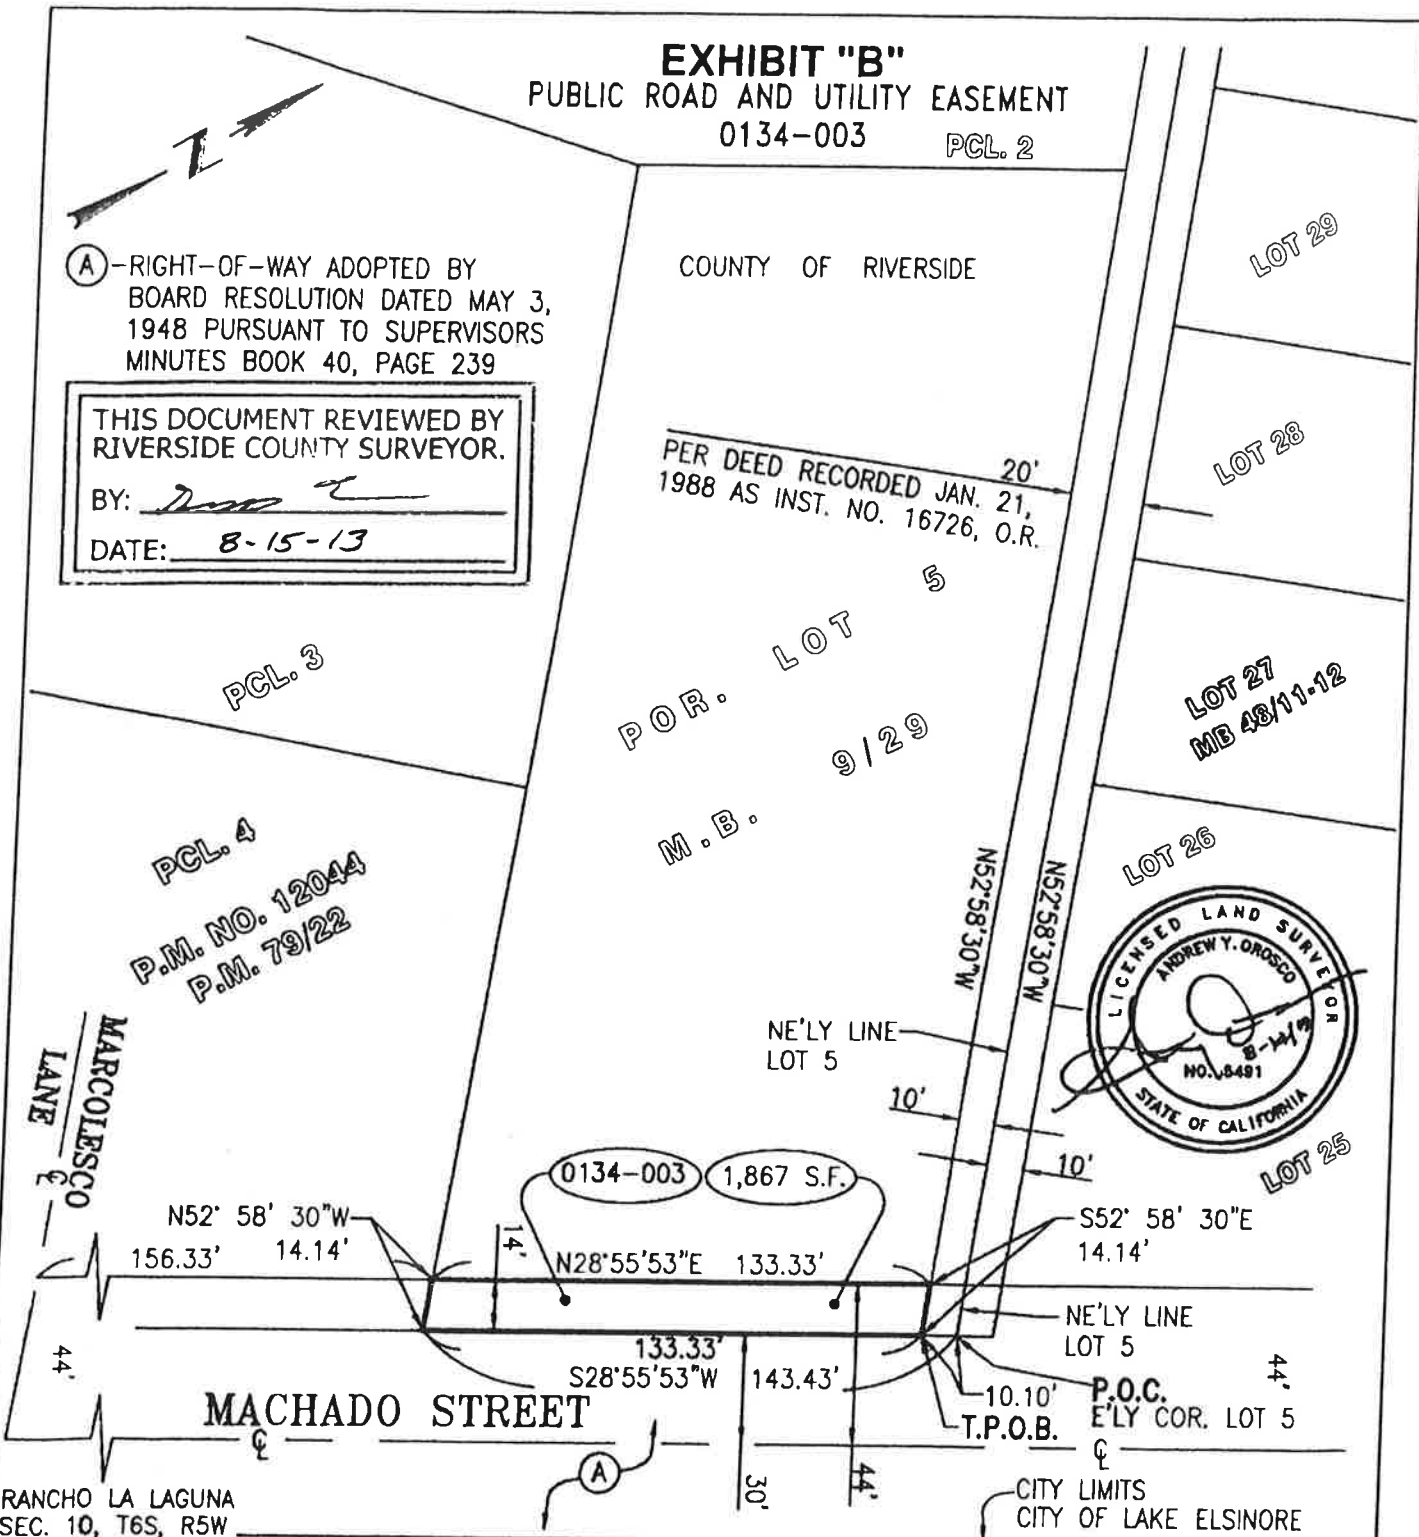 EXHIBIT "B"
PUBLIC ROAD AND UTILITY EASEMENT
0134-003
PCL. 2
Z
A -RIGHT-OF-WAY ADOPTED BY
BOARD RESOLUTION DATED MAY 3,
1948 PURSUANT TO SUPERVISORS
MINUTES BOOK 40, PAGE 239
COUNTY OF RIVERSIDE
LOT 29
THIS DOCUMENT REVIEWED BY
RIVERSIDE COUNTY SURVEYOR.
BY:
DATE: 8-15-13
20'
PER DEED RECORDED JAN. 21,
1988 AS INST. NO. 16726, O.R.
LOT 28
POR. LOT 5
M.B. 9/29
PCL. 3
LOT 27
MB 48/11-12
PCL. 4
P.M. NO. 12044
P.M. 79/22
LOT 26
N52°58'30"W
N52°58'30"W
LICENSED LAND SURVEYOR
ANDREW Y. OROSCO
NO. 5491
STATE OF CALIFORNIA
NE'LY LINE
LOT 5
10'
10'
LOT 25
MARCOLESCO
LANE
℄
0134-003
1,867 S.F.
N52° 58' 30"W
14.14'
156.33'
14'
N28°55'53"E 133.33'
S52° 58' 30"E
14.14'
NE'LY LINE
LOT 5
44'
133.33'
S28°55'53"W 143.43'
10.10'
T.P.O.B.
P.O.C.
E'LY COR. LOT 5
44'
MACHADO STREET
℄
℄
A
30'
44'
RANCHO LA LAGUNA
SEC. 10, T6S, R5W
CITY LIMITS
CITY OF LAKE ELSINORE